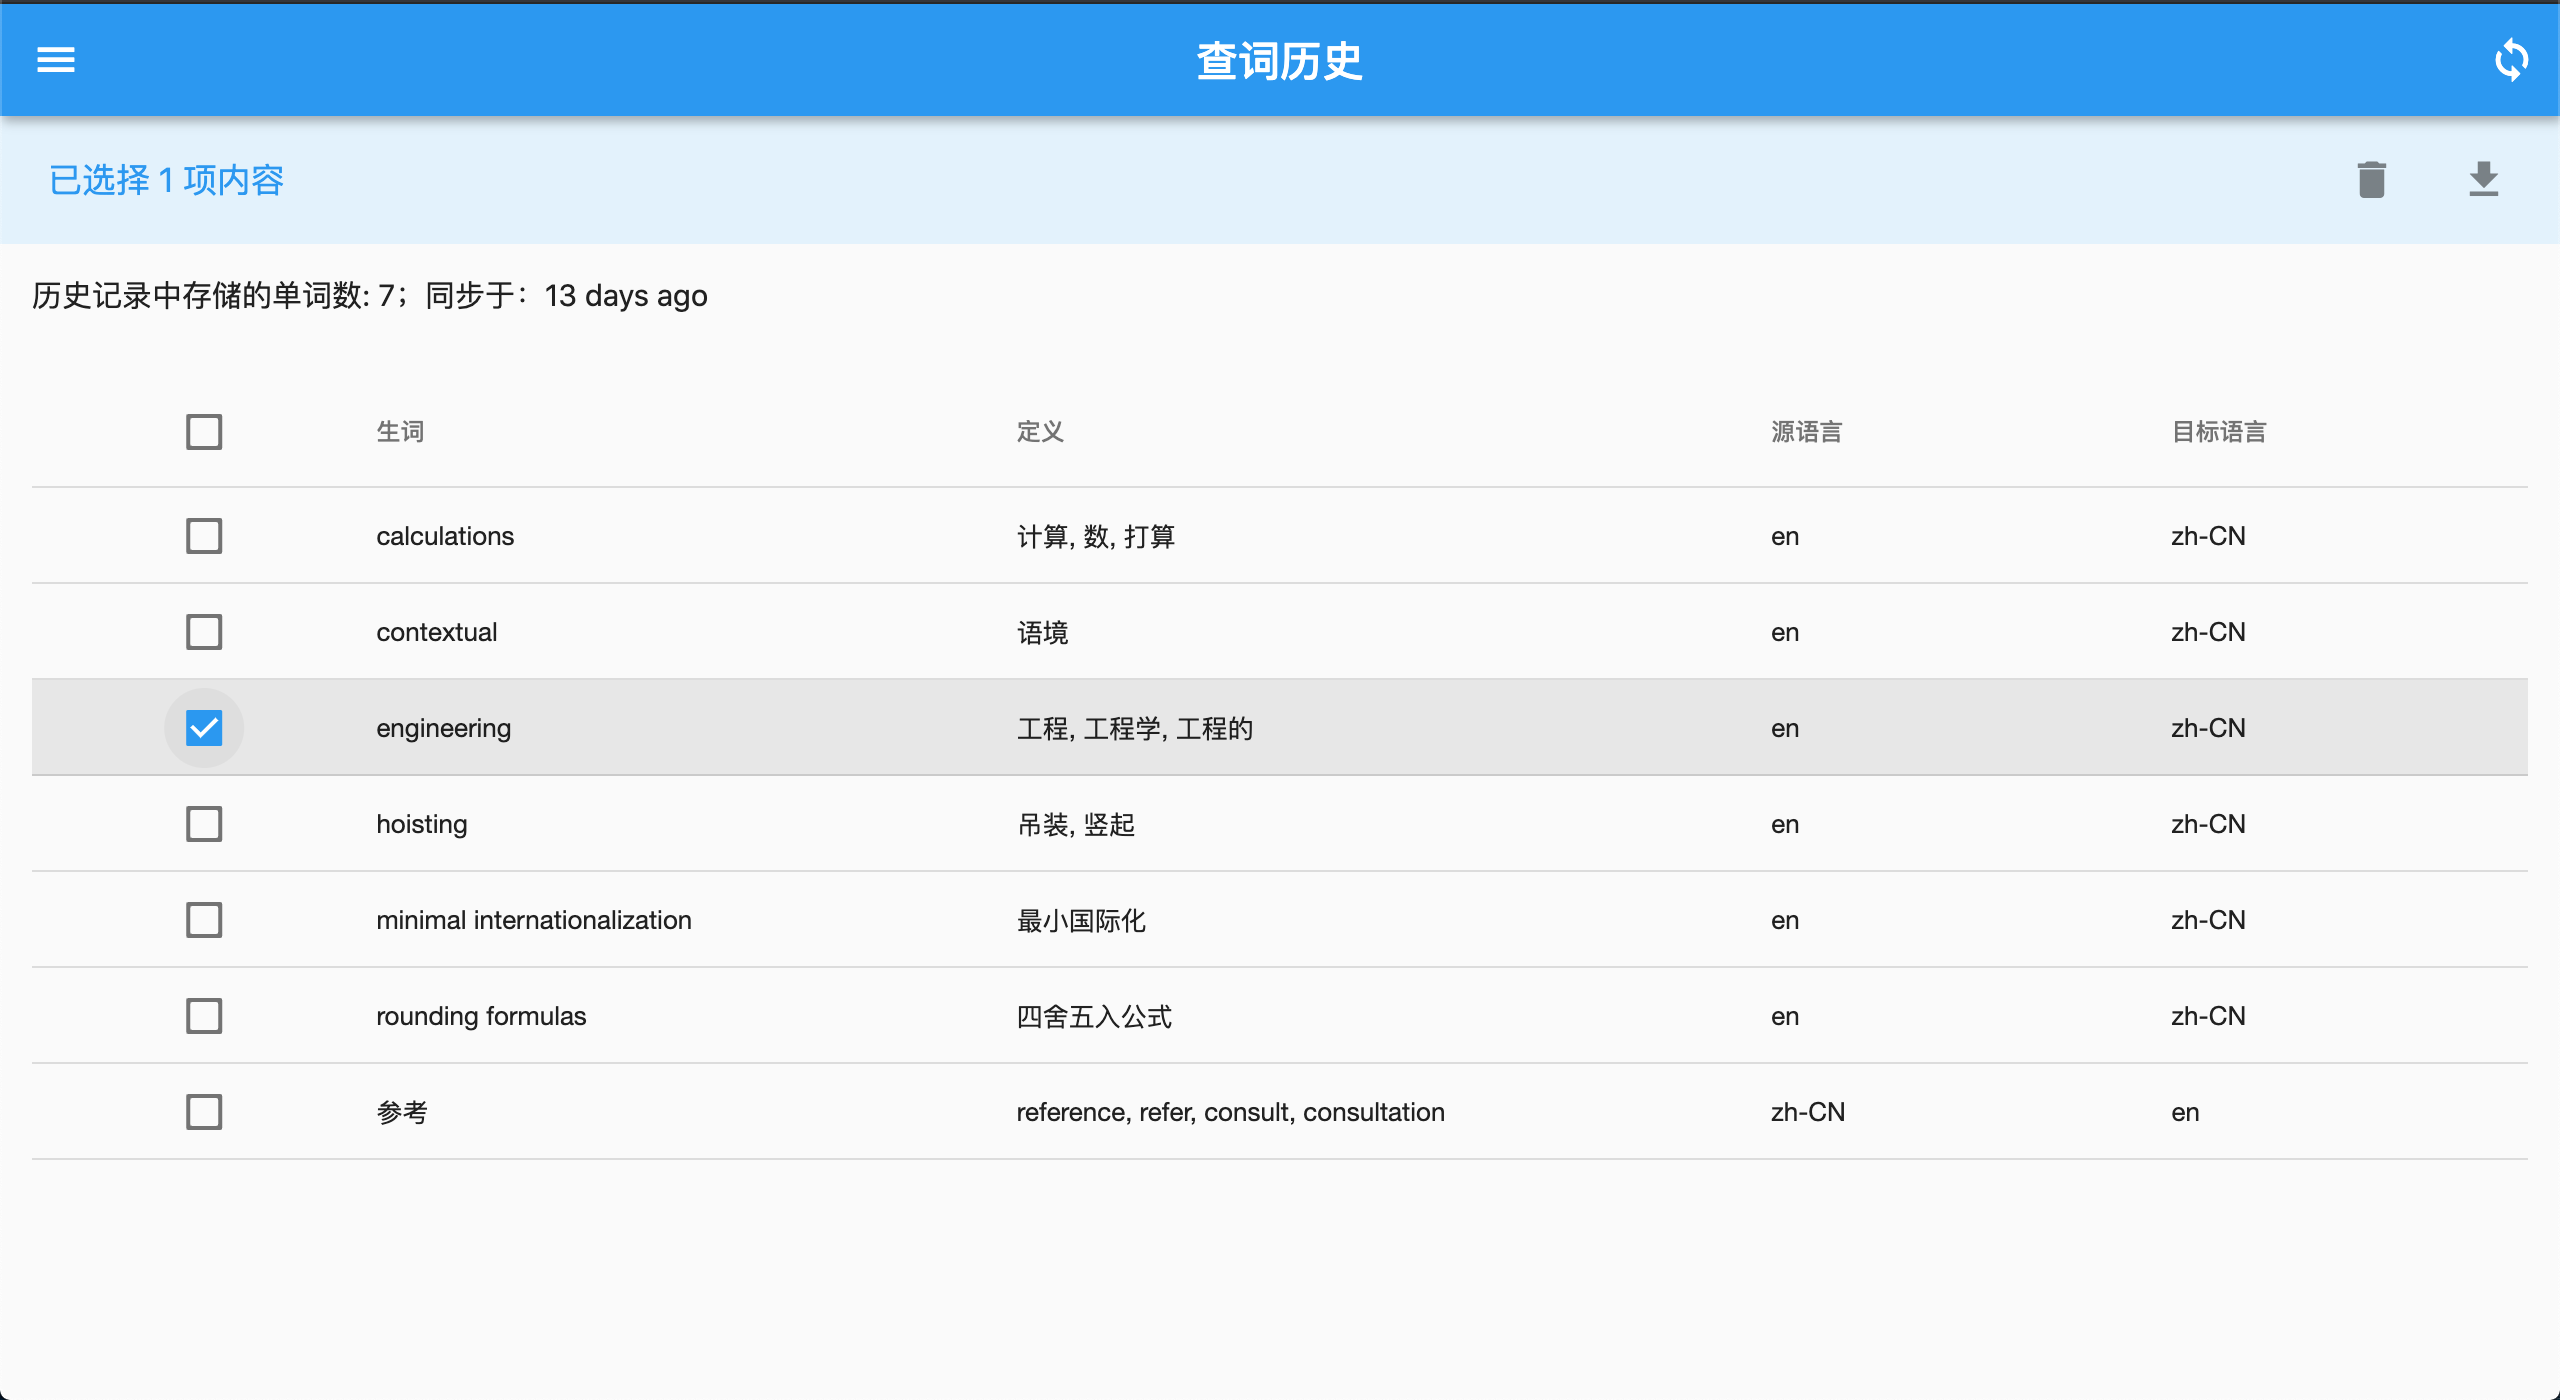 查词历史
已选择 1 项内容
历史记录中存储的单词数: 7；同步于：13 days ago
生词 定义 源语言 目标语言
calculations 计算, 数, 打算 en zh-CN
contextual 语境 en zh-CN
engineering 工程, 工程学, 工程的 en zh-CN
hoisting 吊装, 竖起 en zh-CN
minimal internationalization 最小国际化 en zh-CN
rounding formulas 四舍五入公式 en zh-CN
参考 reference, refer, consult, consultation zh-CN en